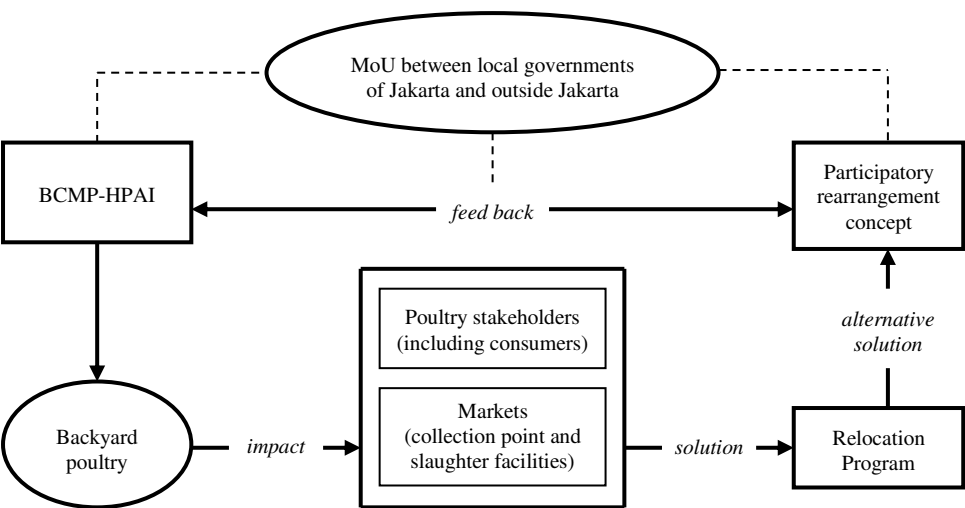 MoU between local governments
of Jakarta and outside Jakarta
BCMP-HPAI
feed back
Participatory
rearrangement
concept
Poultry stakeholders
(including consumers)
alternative
solution
Backyard
poultry
impact
Markets
(collection point and
slaughter facilities)
solution
Relocation
Program